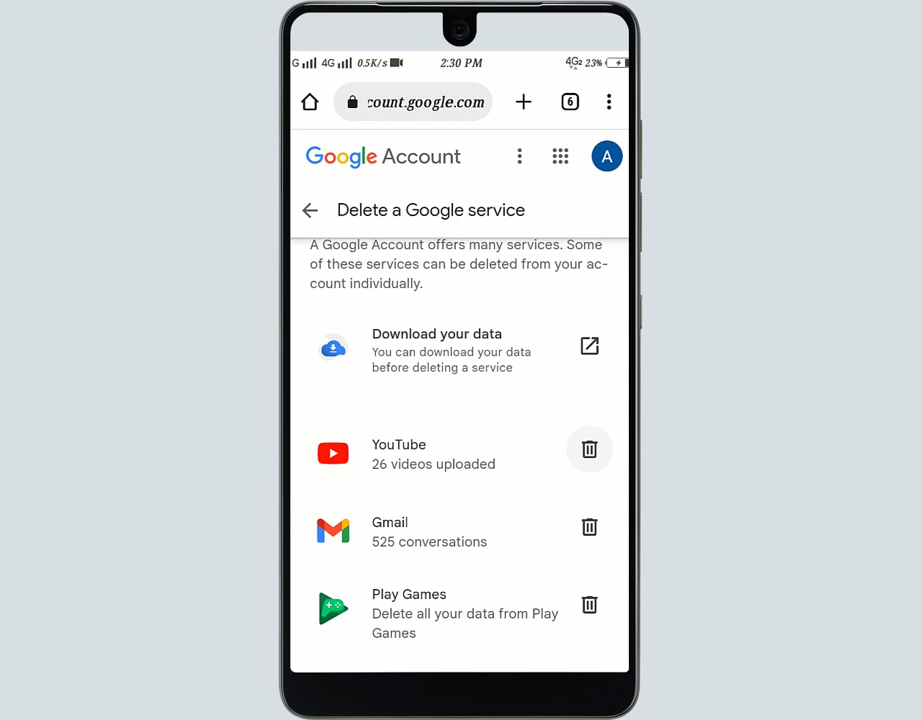 G 4G 0.5K/s 2:30 PM 4G2 23%
count.google.com 6
Google Account A
Delete a Google service
A Google Account offers many services. Some
of these services can be deleted from your ac-
count individually.
Download your data
You can download your data
before deleting a service
YouTube
26 videos uploaded
Gmail
525 conversations
Play Games
Delete all your data from Play
Games